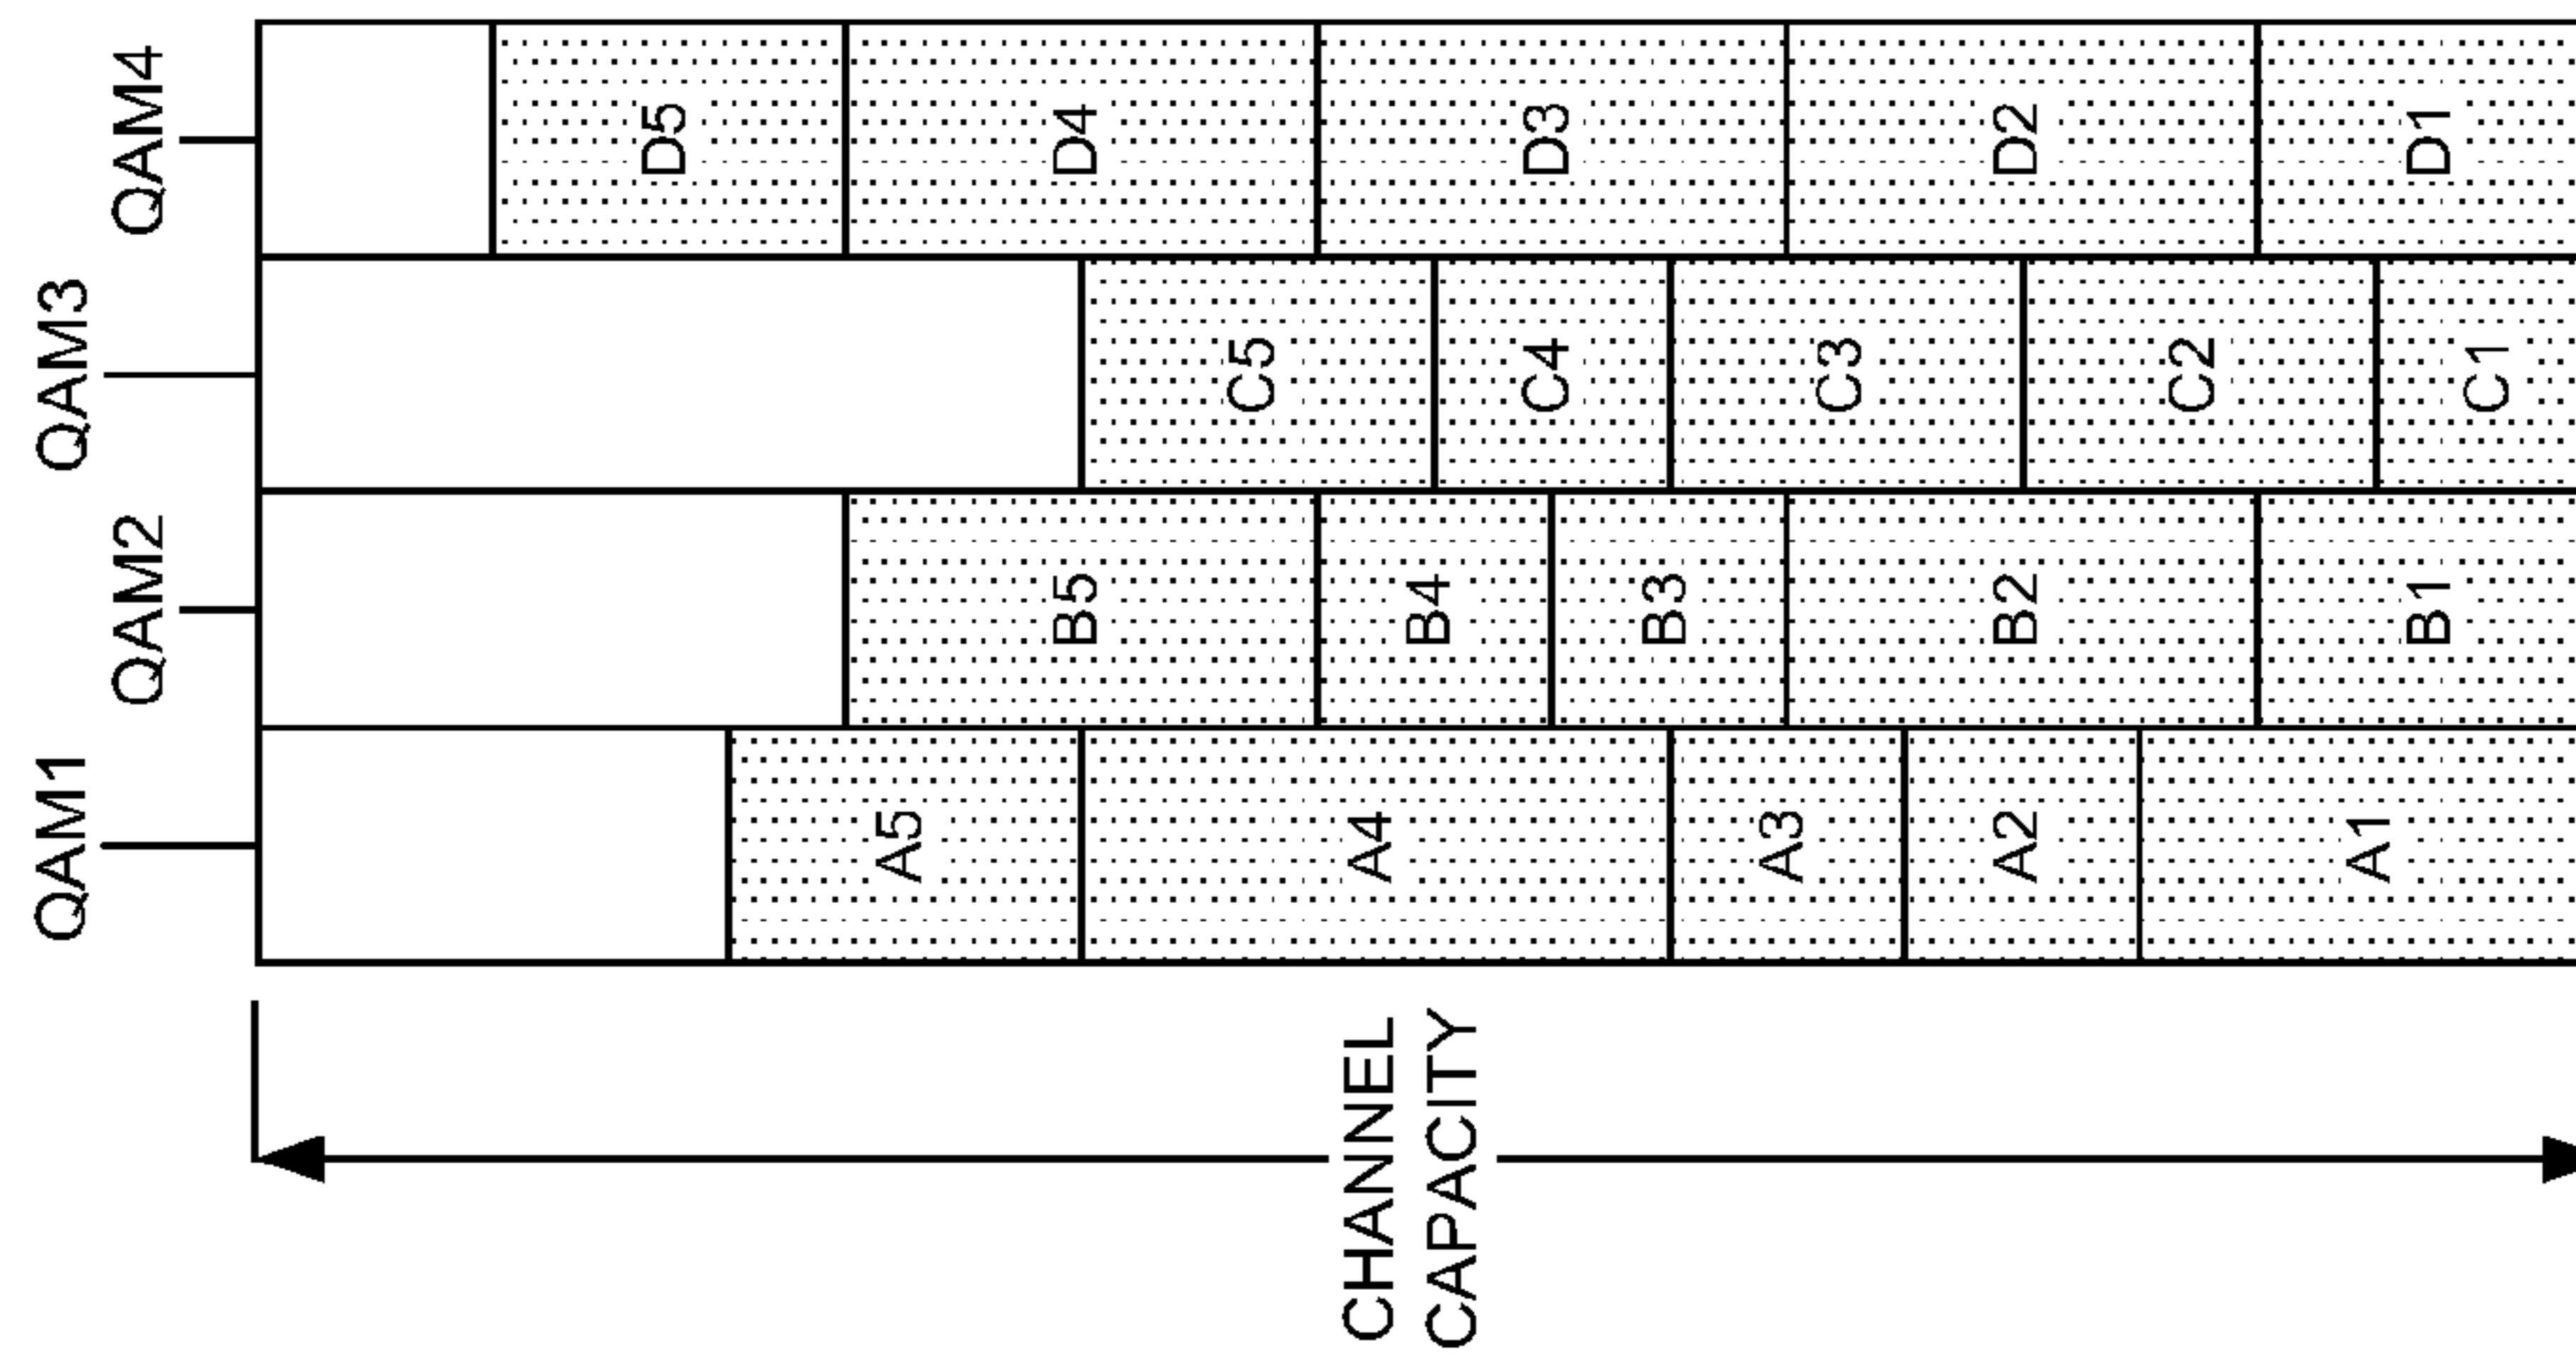 QAM1
QAM2
QAM3
QAM4
A5
A4
A3
A2
A1
B5
B4
B3
B2
B1
C5
C4
C3
C2
C1
D5
D4
D3
D2
D1
CHANNEL
CAPACITY